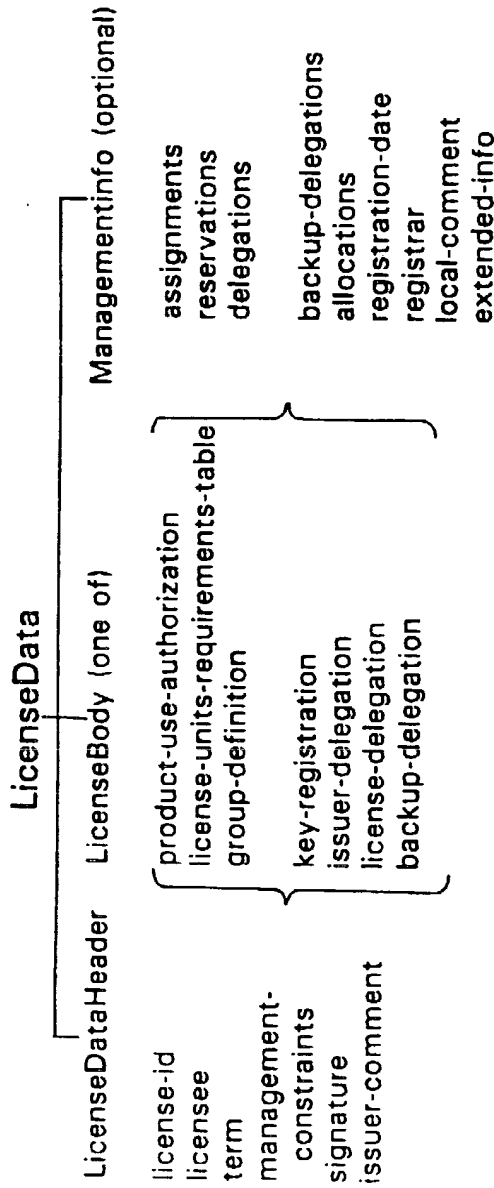 LicenseData
LicenseDataHeader
LicenseBody (one of)
Managementinfo (optional)
license-id
licensee
term
management-
constraints
signature
issuer-comment
product-use-authorization
license-units-requirements-table
group-definition
key-registration
issuer-delegation
license-delegation
backup-delegation
assignments
reservations
delegations
backup-delegations
allocations
registration-date
registrar
local-comment
extended-info